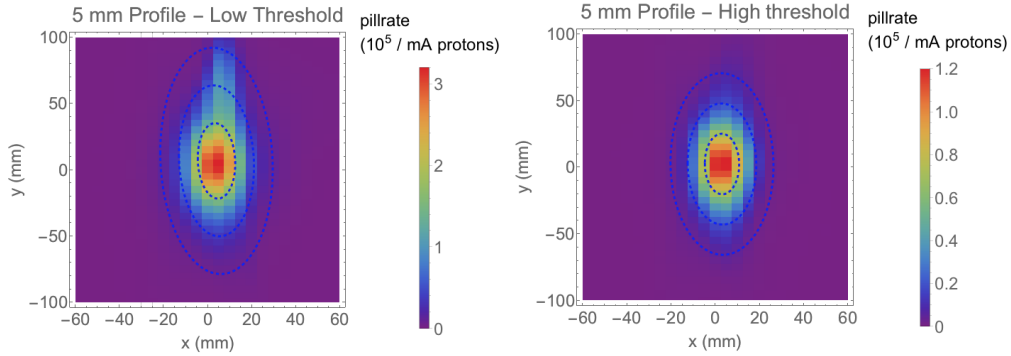 5 mm Profile – Low Threshold
pillrate
(10⁵ / mA protons)
100
50
0
−50
−100
y (mm)
−60 −40 −20 0 20 40 60
x (mm)
3
2
1
0
5 mm Profile – High threshold
pillrate
(10⁵ / mA protons)
100
50
0
−50
−100
y (mm)
−60 −40 −20 0 20 40 60
x (mm)
1.2
1.0
0.8
0.6
0.4
0.2
0